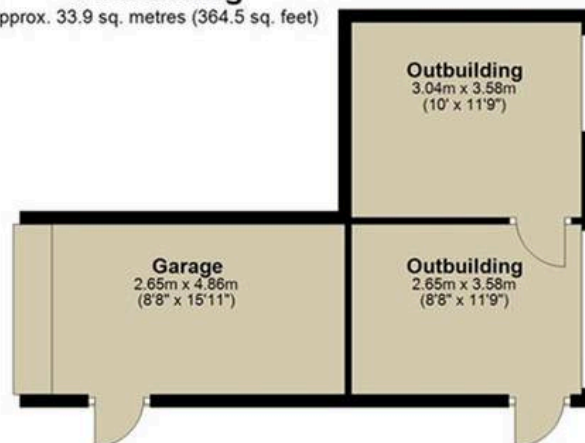 pprox. 33.9 sq. metres (364.5 sq. feet)
Outbuilding
3.04m x 3.58m
(10' x 11'9")
Garage
2.65m x 4.86m
(8'8" x 15'11")
Outbuilding
2.65m x 3.58m
(8'8" x 11'9")